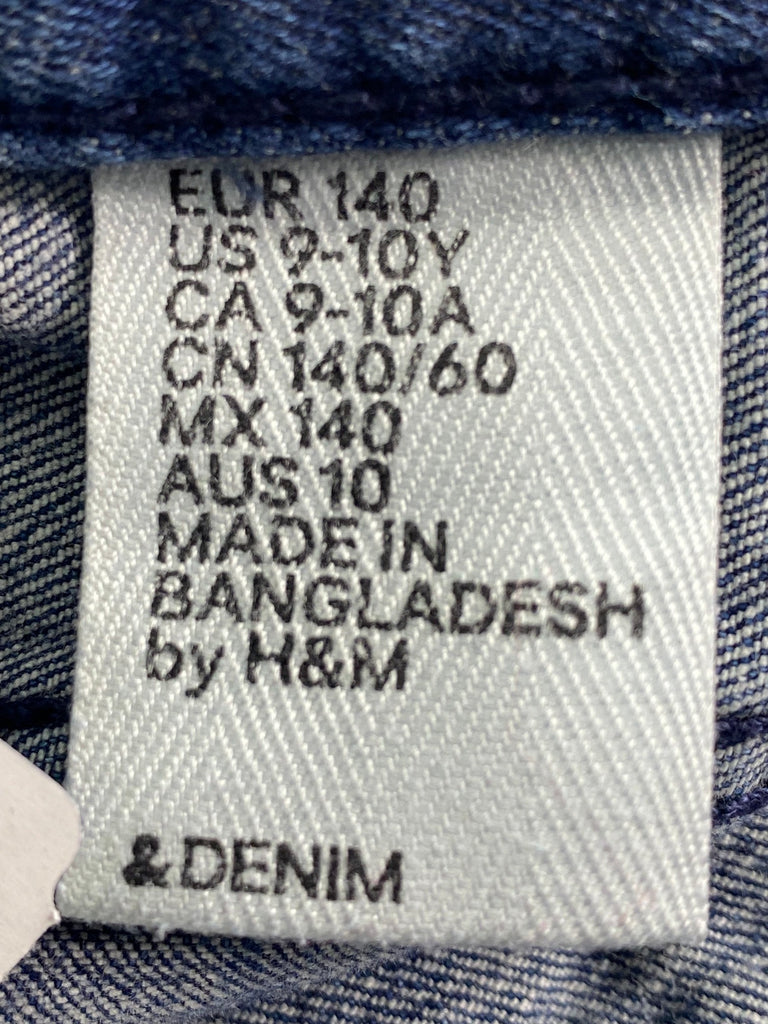 EUR 140
US 9-10Y
CA 9-10A
CN 140/60
MX 140
AUS 10
MADE IN
BANGLADESH
by H&M
&DENIM